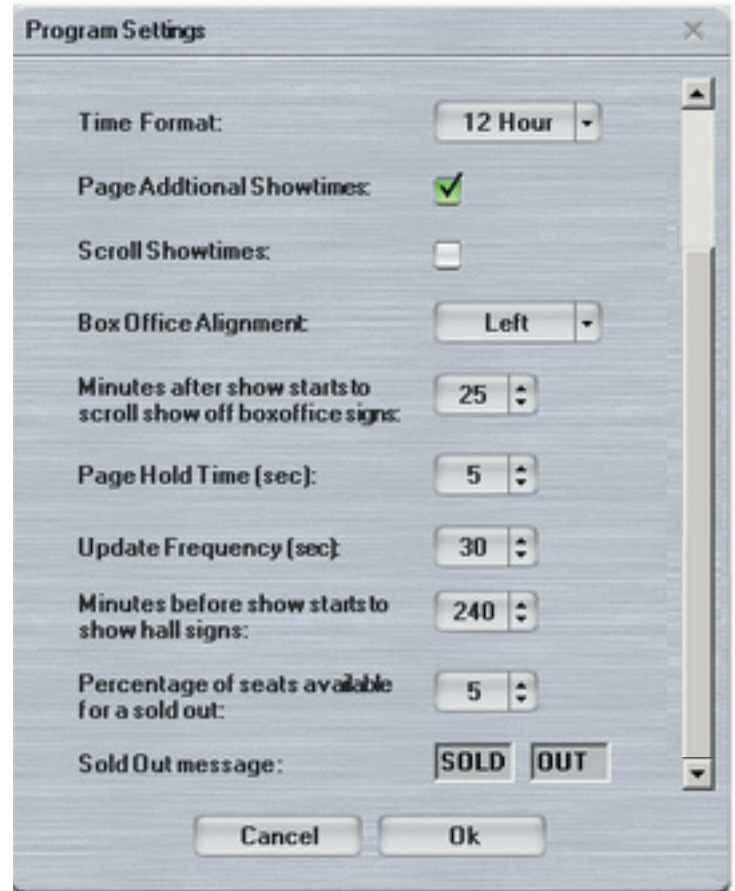 Program Settings
Time Format: 12 Hour
Page Addtional Showtimes:
Scroll Showtimes:
Box Office Alignment: Left
Minutes after show starts to
scroll show off boxoffice signs: 25
Page Hold Time (sec): 5
Update Frequency (sec): 30
Minutes before show starts to
show hall signs: 240
Percentage of seats available
for a sold out: 5
Sold Out message: SOLD OUT
Cancel Ok